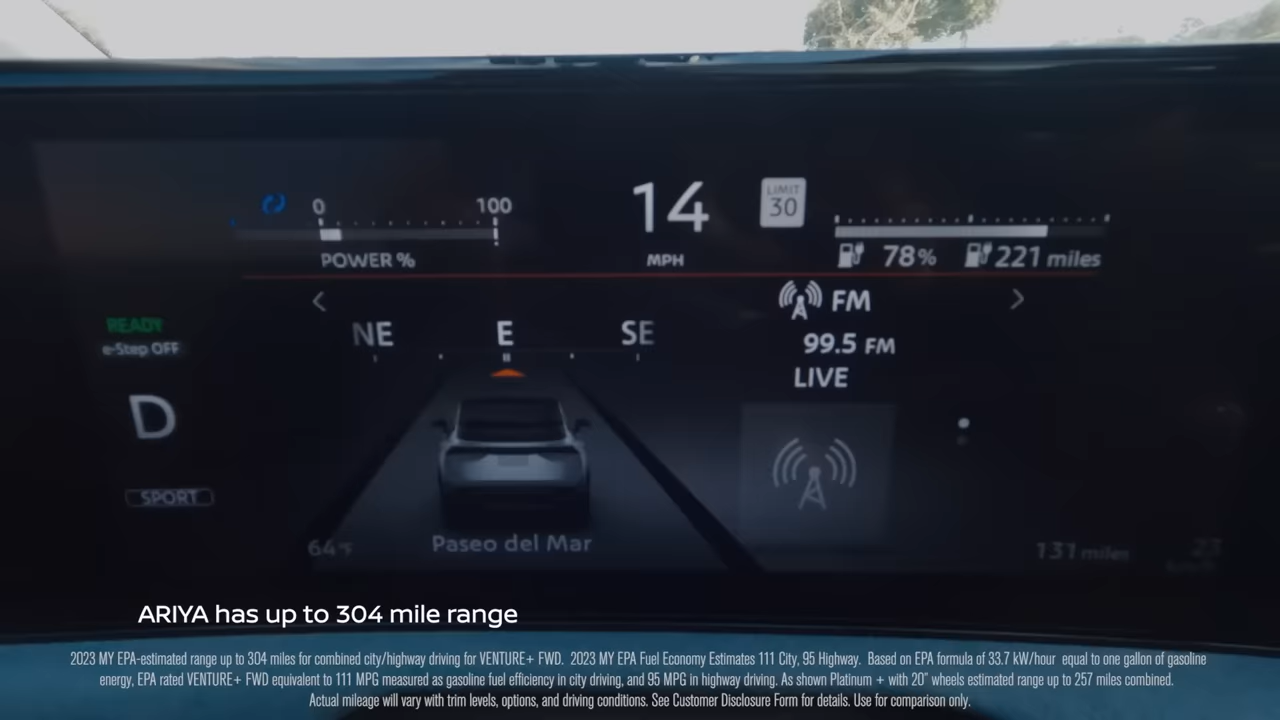 0 100
POWER %
14
MPH
LIMIT
30
78% 221 miles
FM
99.5 FM
LIVE
NE E SE
READY
e-Step OFF
D
SPORT
64°F
Paseo del Mar
131 miles
ARIYA has up to 304 mile range
2023 MY EPA-estimated range up to 304 miles for combined city/highway driving for VENTURE+ FWD. 2023 MY EPA Fuel Economy Estimates 111 City, 95 Highway. Based on EPA formula of 33.7 kW/hour equal to one gallon of gasoline
energy, EPA rated VENTURE+ FWD equivalent to 111 MPG measured as gasoline fuel efficiency in city driving, and 95 MPG in highway driving. As shown Platinum + with 20" wheels estimated range up to 257 miles combined.
Actual mileage will vary with trim levels, options, and driving conditions. See Customer Disclosure Form for details. Use for comparison only.